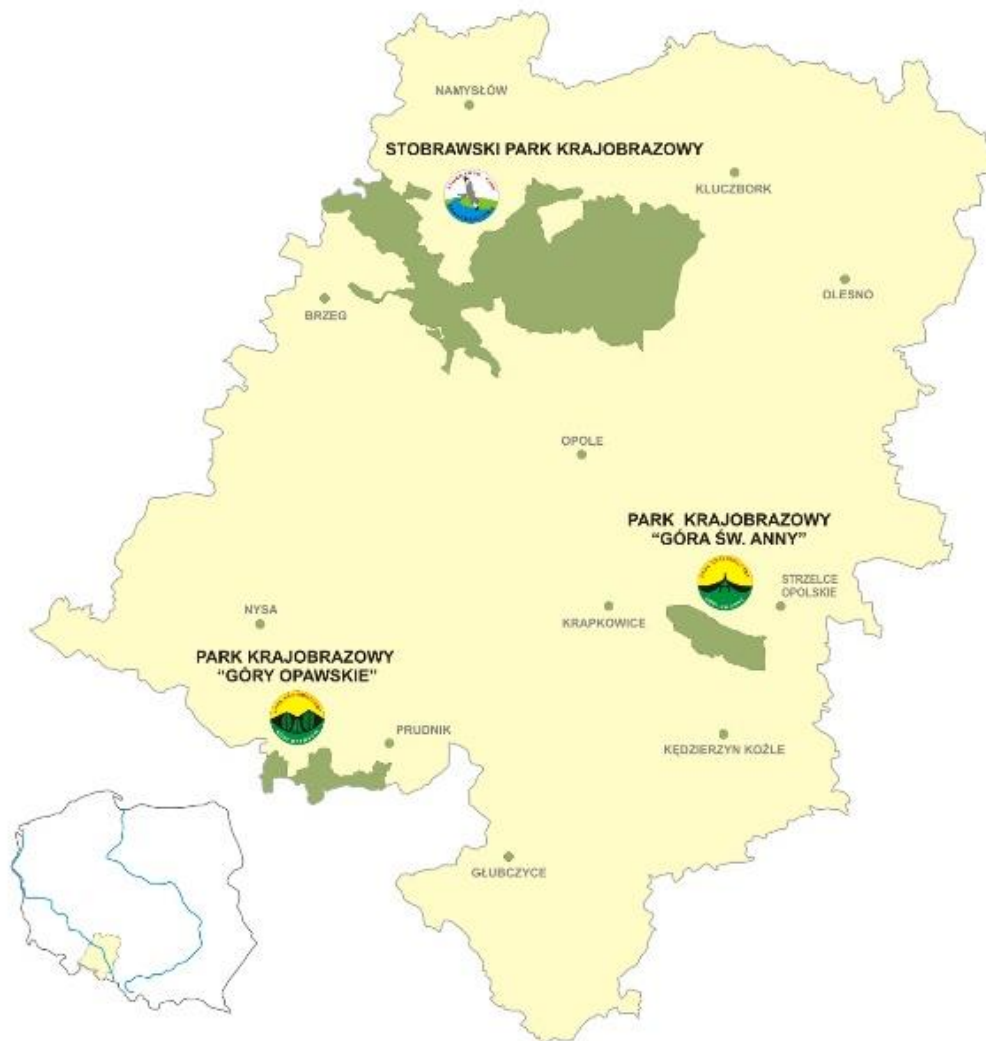 NAMYSŁÓW
STOBRAWSKI PARK KRAJOBRAZOWY
KLUCZBORK
OLESNO
BRZEG
OPOLE
PARK KRAJOBRAZOWY
"GÓRA ŚW. ANNY"
STRZELCE
OPOLSKIE
NYSA
KRAPKOWICE
PARK KRAJOBRAZOWY
"GÓRY OPAWSKIE"
PRUDNIK
KĘDZIERZYN KOŹLE
GŁUBCZYCE